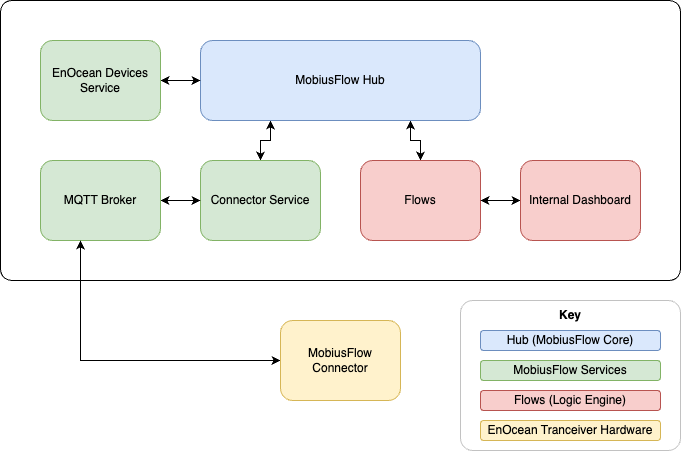 EnOcean Devices
Service
MobiusFlow Hub
MQTT Broker
Connector Service
Flows
Internal Dashboard
MobiusFlow
Connector
Key
Hub (MobiusFlow Core)
MobiusFlow Services
Flows (Logic Engine)
EnOcean Tranceiver Hardware